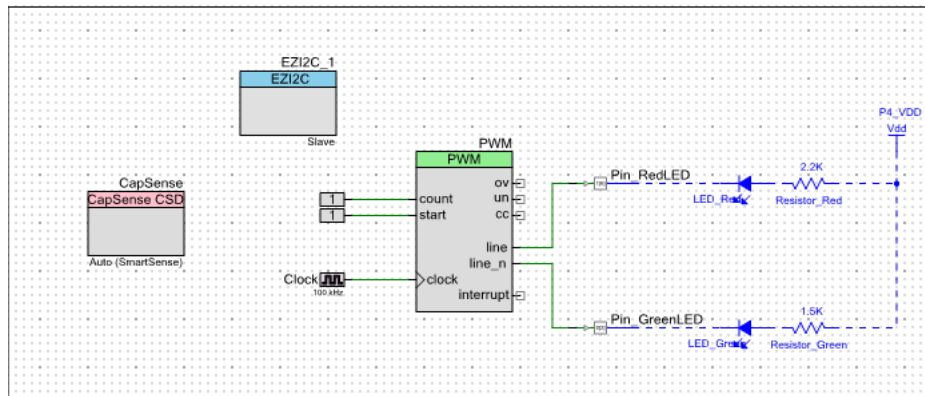 EZI2C_1
EZI2C
Slave
CapSense
CapSense CSD
Auto (SmartSense)
PWM
PWM
ov
un
cc
1
count
1
start
line
line_n
Clock
100 kHz
clock
interrupt
Pin_RedLED
LED_Red
2.2K
Resistor_Red
P4_VDD
Vdd
Pin_GreenLED
LED_Green
1.5K
Resistor_Green